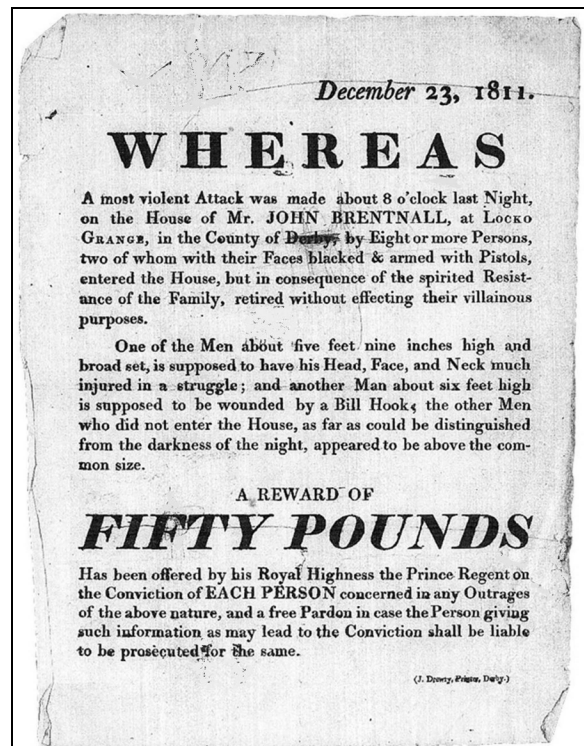 December 23, 1811.
WHEREAS
A most violent Attack was made about 8 o'clock last Night,
on the House of Mr. JOHN BRENTNALL, at LOCKO
GRANGE, in the County of Derby, by Eight or more Persons,
two of whom with their Faces blacked & armed with Pistols,
entered the House, but in consequence of the spirited Resist-
ance of the Family, retired without effecting their villainous
purposes.
One of the Men about five feet nine inches high and
broad set, is supposed to have his Head, Face, and Neck much
injured in a struggle; and another Man about six feet high
is supposed to be wounded by a Bill Hook; the other Men
who did not enter the House, as far as could be distinguished
from the darkness of the night, appeared to be above the com-
mon size.
A REWARD OF
FIFTY POUNDS
Has been offered by his Royal Highness the Prince Regent on
the Conviction of EACH PERSON concerned in any Outrages
of the above nature, and a free Pardon in case the Person giving
such information as may lead to the Conviction shall be liable
to be prosecuted for the same.
(J. Drewry, Printer, Derby.)